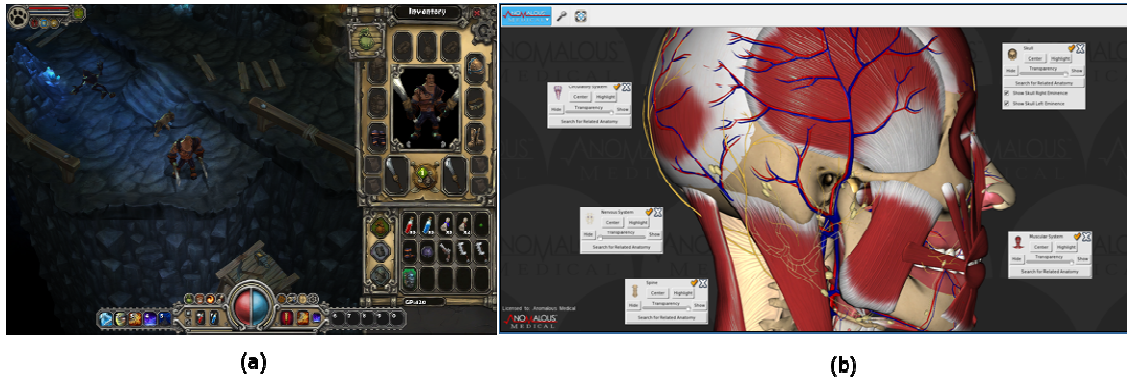 Inventory
GP:420
(a)
ANOMALOUS
MEDICAL
Circulatory System
Center Highlight
Hide Transparency Show
Search for Related Anatomy
Skull
Center Highlight
Hide Transparency Show
Search for Related Anatomy
Show Skull Right Eminence
Show Skull Left Eminence
Nervous System
Center Highlight
Hide Transparency Show
Search for Related Anatomy
Muscular System
Center Highlight
Hide Transparency Show
Search for Related Anatomy
Spine
Center Highlight
Hide Transparency Show
Search for Related Anatomy
Licensed to Anomalous Medical
ANOMALOUS
MEDICAL
(b)